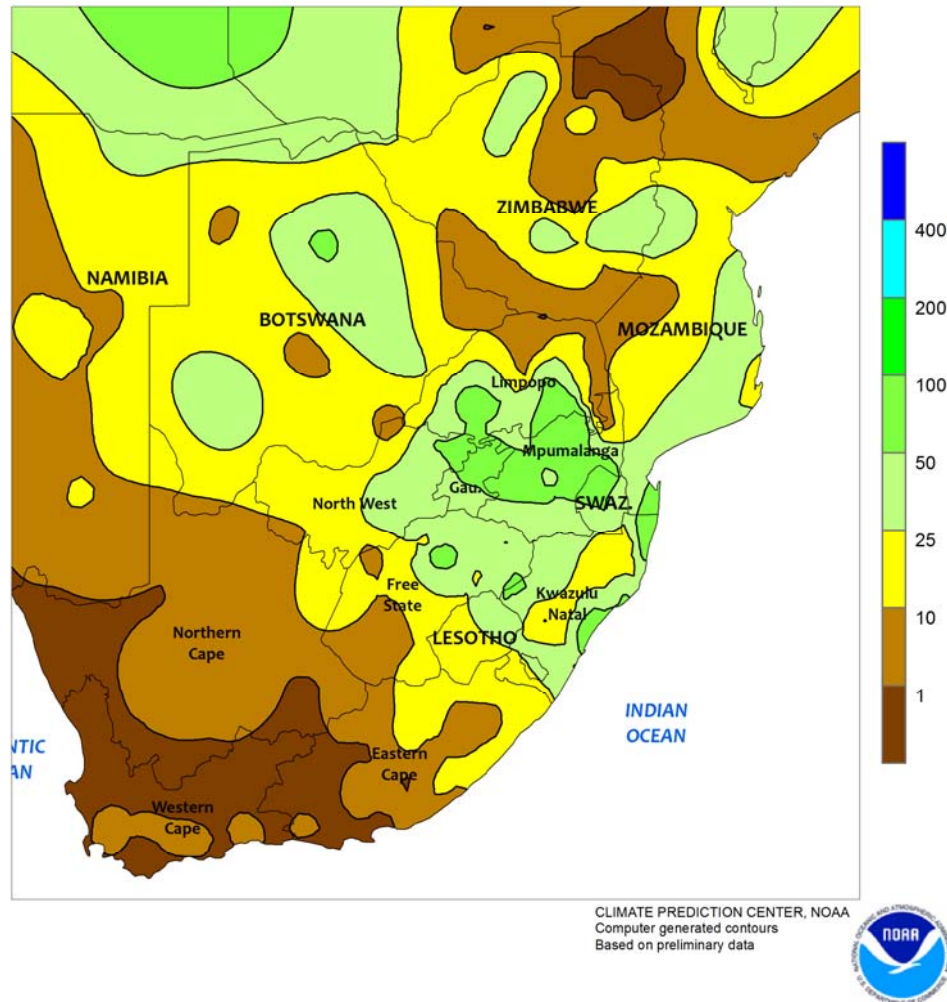 ZIMBABWE
NAMIBIA
BOTSWANA
MOZAMBIQUE
Limpopo
Mpumalanga
North West
SWAZ.
Free
State
Kwazulu
Natal
LESOTHO
Northern
Cape
Eastern
Cape
Western
Cape
INDIAN
OCEAN
NTIC
AN
400
200
100
50
25
10
1
CLIMATE PREDICTION CENTER, NOAA
Computer generated contours
Based on preliminary data
NOAA